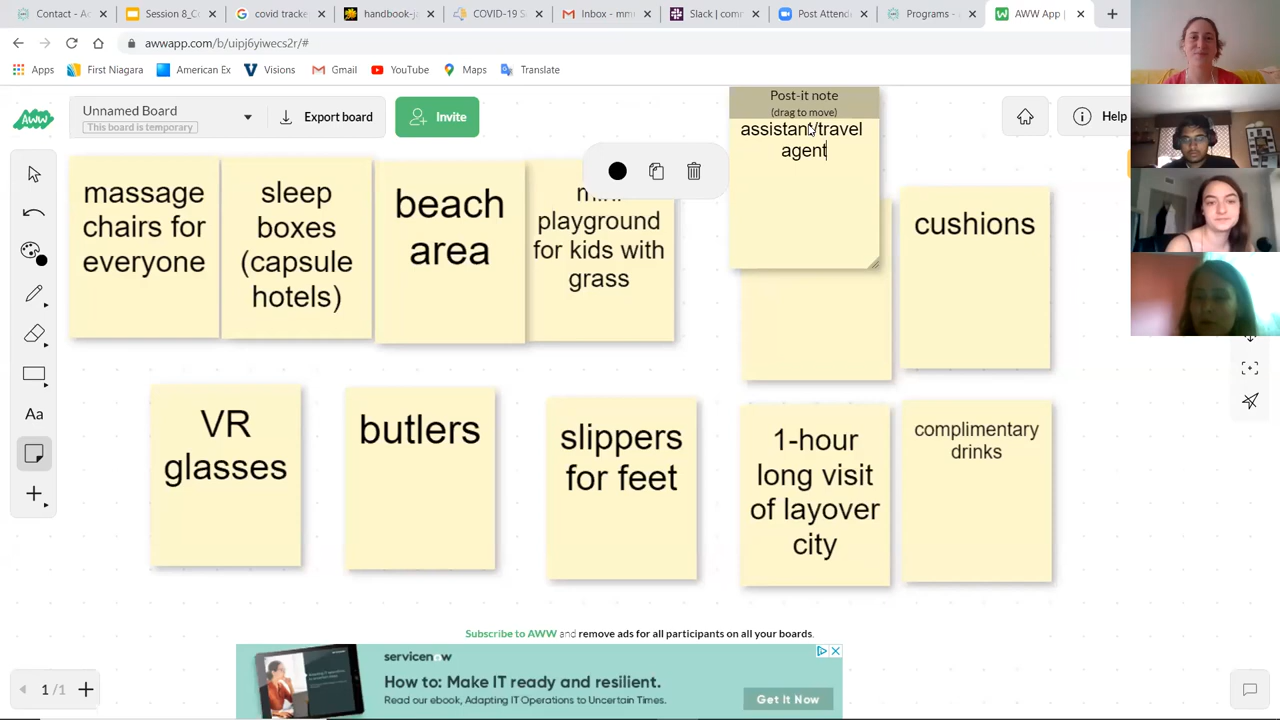 Contact - A
Session 8_C
covid tracke
handbook-j
COVID-19 S
Inbox - mm
Slack | com
Post Attend
Programs - a
AWW App |
awwapp.com/b/uipj6yiwecs2r/#
Apps
First Niagara
American Ex
Visions
Gmail
YouTube
Maps
Translate
AWW
Unnamed Board
This board is temporary
Export board
Invite
Help
Post-it note
(drag to move)
assistant/travel
agent
massage
chairs for
everyone
sleep
boxes
(capsule
hotels)
beach
area
mini
playground
for kids with
grass
cushions
VR
glasses
butlers
slippers
for feet
1-hour
long visit
of layover
city
complimentary
drinks
Aa
Subscribe to AWW and remove ads for all participants on all your boards.
servicenow
How to: Make IT ready and resilient.
Read our ebook, Adapting IT Operations to Uncertain Times.
Get It Now
1 /1